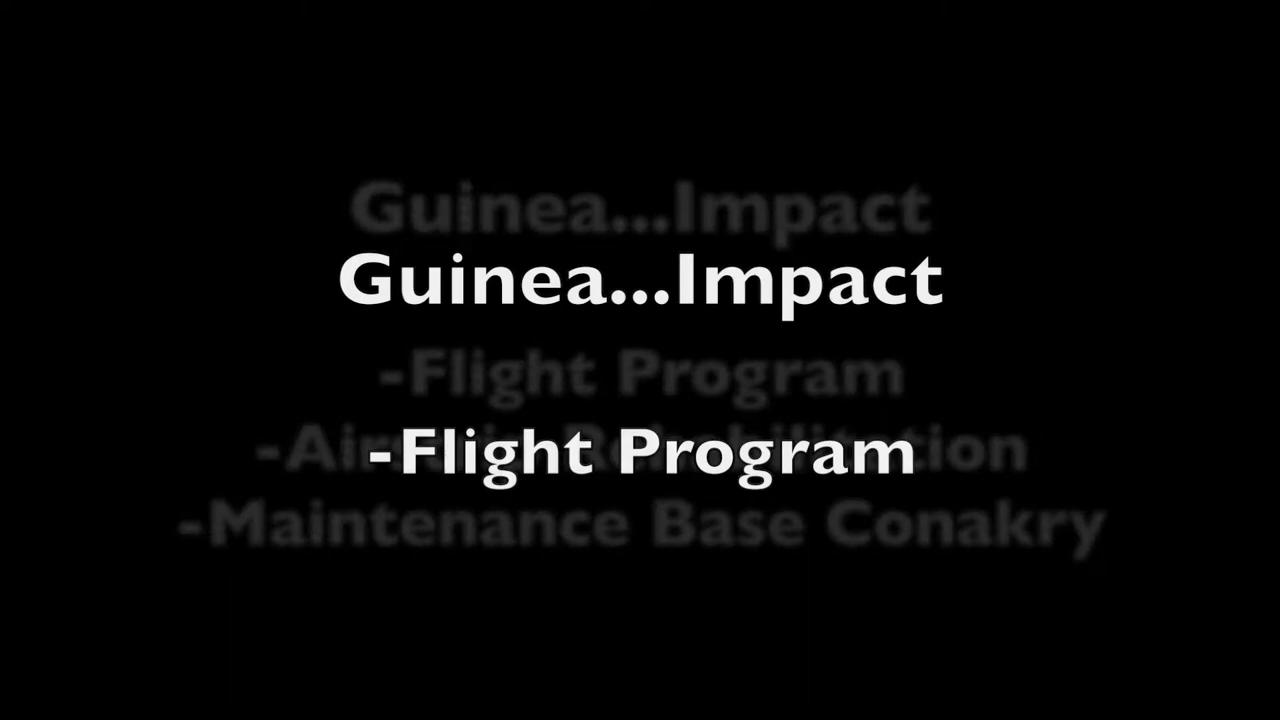 Guinea...Impact
Guinea...Impact
-Flight Program
-Flight Program
-Maintenance Base Conakry